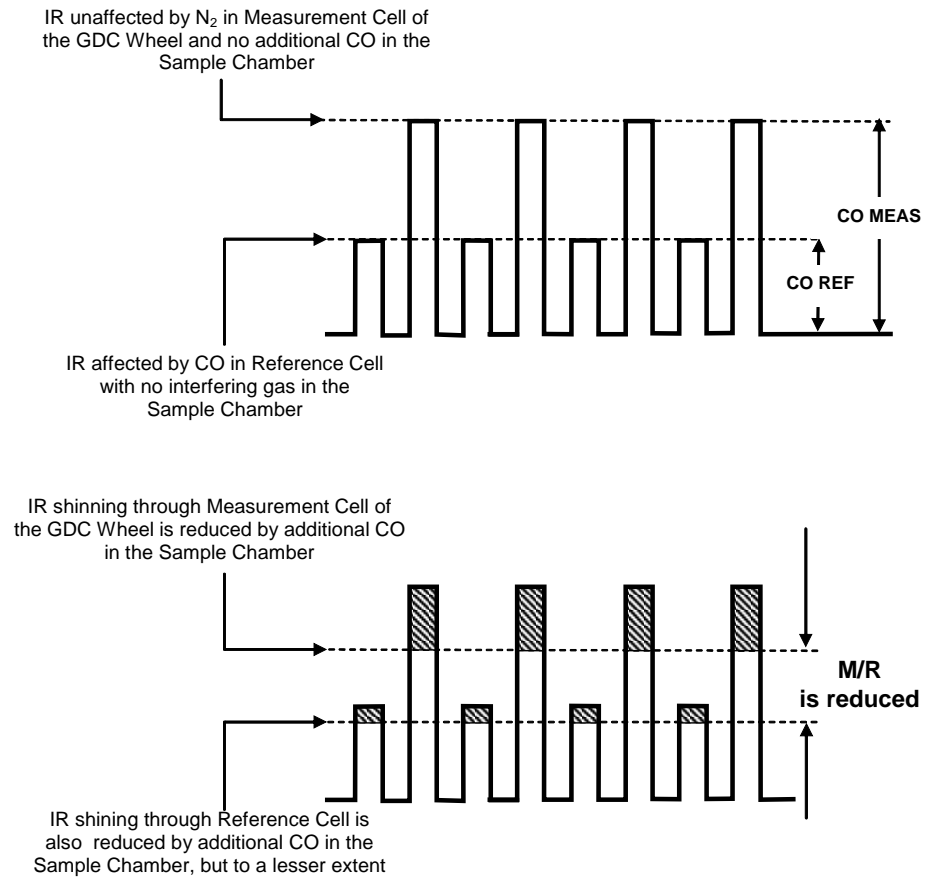 IR unaffected by N2 in Measurement Cell of
the GDC Wheel and no additional CO in the
Sample Chamber
CO MEAS
CO REF
IR affected by CO in Reference Cell
with no interfering gas in the
Sample Chamber
IR shinning through Measurement Cell of
the GDC Wheel is reduced by additional CO
in the Sample Chamber
M/R
is reduced
IR shining through Reference Cell is
also reduced by additional CO in the
Sample Chamber, but to a lesser extent